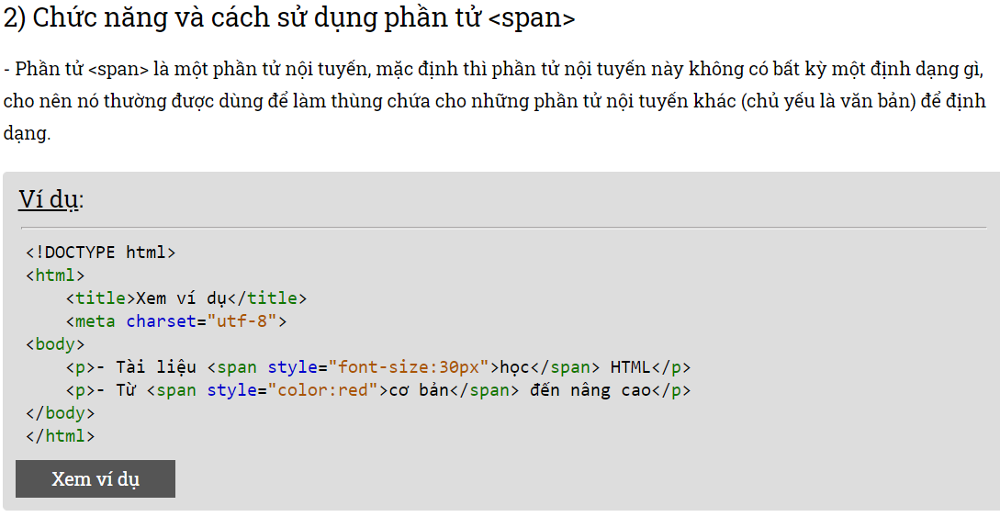 2) Chức năng và cách sử dụng phần tử <span>
- Phần tử <span> là một phần tử nội tuyến, mặc định thì phần tử nội tuyến này không có bất kỳ một định dạng gì,
cho nên nó thường được dùng để làm thùng chứa cho những phần tử nội tuyến khác (chủ yếu là văn bản) để định
dạng.
Ví dụ:
<!DOCTYPE html>
<html>
    <title>Xem ví dụ</title>
    <meta charset="utf-8">
<body>
    <p>- Tài liệu <span style="font-size:30px">học</span> HTML</p>
    <p>- Từ <span style="color:red">cơ bản</span> đến nâng cao</p>
</body>
</html>
Xem ví dụ